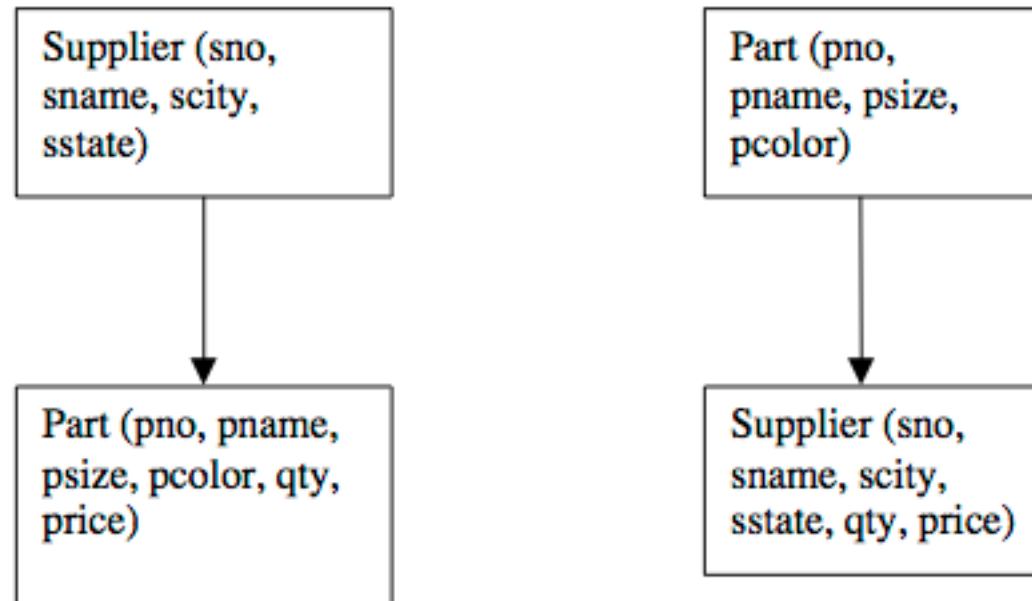 Supplier (sno,
sname, scity,
sstate)
Part (pno,
pname, psize,
pcolor)
Part (pno, pname,
psize, pcolor, qty,
price)
Supplier (sno,
sname, scity,
sstate, qty, price)